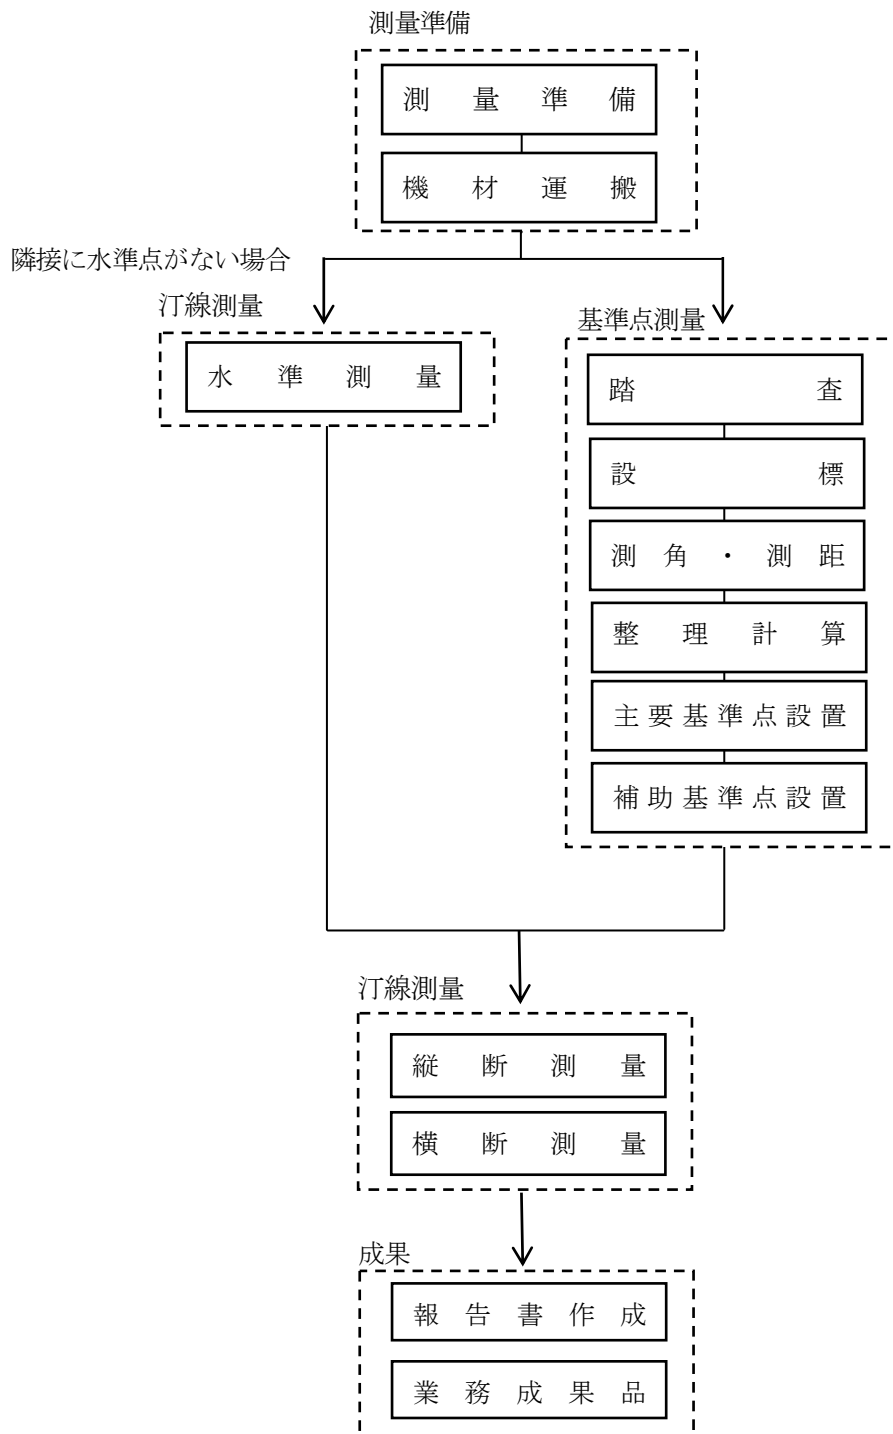 測量準備
測量準備
機材運搬
隣接に水準点がない場合
汀線測量
水準測量
基準点測量
踏査
設標
測角・測距
整理計算
主要基準点設置
補助基準点設置
汀線測量
縦断測量
横断測量
成果
報告書作成
業務成果品